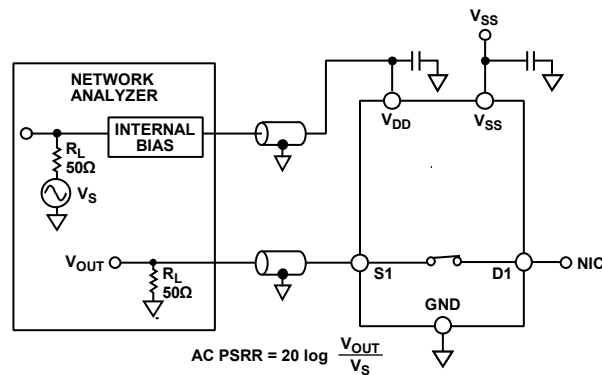 V_SS
NETWORK
ANALYZER
INTERNAL
BIAS
V_DD
V_SS
R_L
50Ω
V_S
V_OUT
R_L
50Ω
S1
D1
NIC
GND
AC PSRR = 20 log V_OUT / V_S